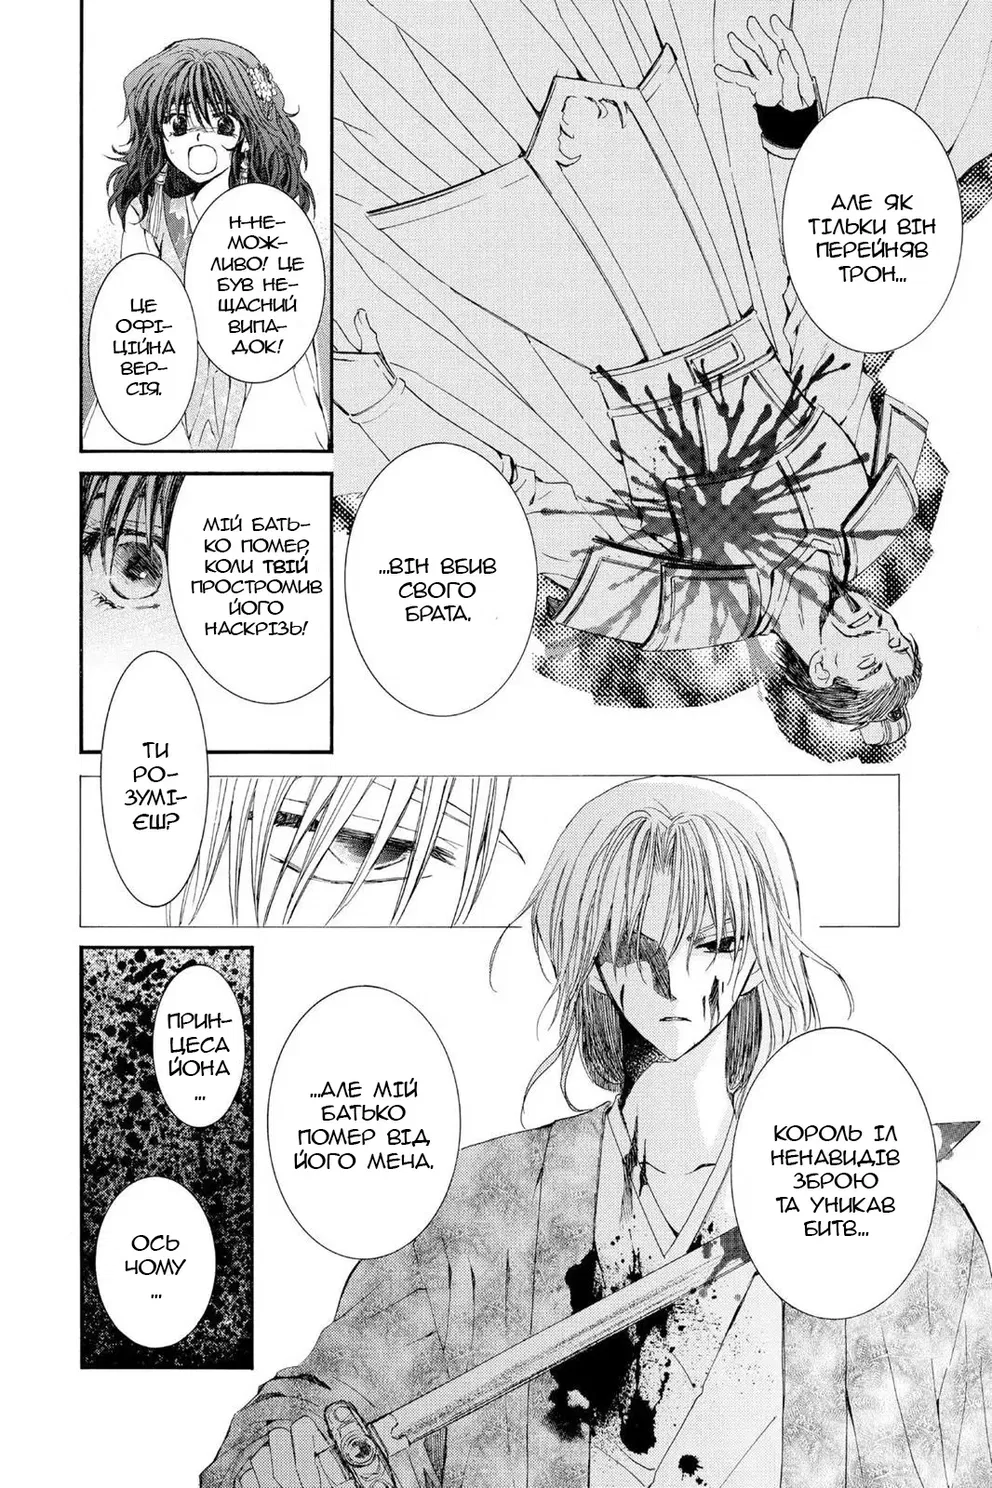 АЛЕ ЯК
ТІЛЬКИ ВІН
ПЕРЕЙНЯВ
ТРОН...
...ВІН ВБИВ
СВОГО
БРАТА.
Н-НЕ-
МОЖ-
ЛИВО! ЦЕ
БУВ НЕ-
ЩАСНИЙ
ВИПА-
ДОК!
ЦЕ
ОФІ-
ЦІЙНА
ВЕР-
СІЯ.
МІЙ БАТЬ-
КО ПОМЕР,
КОЛИ ТВІЙ
ПРОСТРОМИВ
ЙОГО
НАСКРІЗЬ!
ТИ
РО-
ЗУМІ-
ЄШ?
КОРОЛЬ ІЛ
НЕНАВИДІВ
ЗБРОЮ
ТА УНИКАВ
БИТВ...
...АЛЕ МІЙ
БАТЬКО
ПОМЕР ВІД
ЙОГО МЕЧА.
ПРИН-
ЦЕСА
ЙОНА
...
ОСЬ
ЧОМУ
...